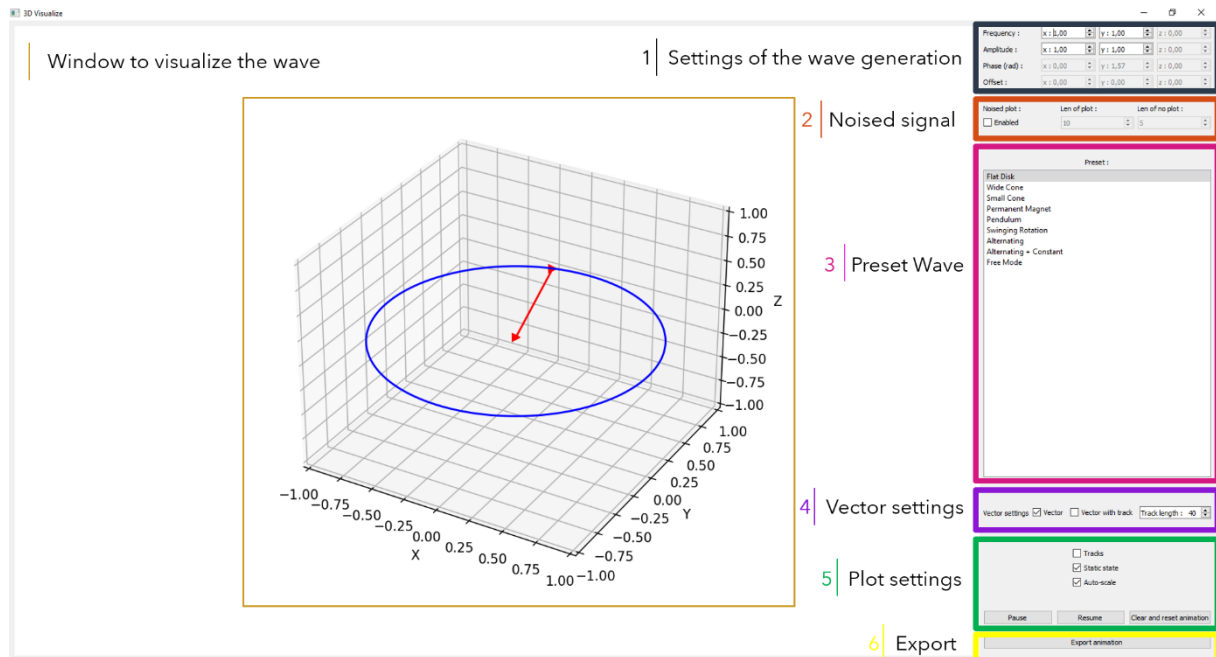 3D Visualize
Window to visualize the wave
1 Settings of the wave generation
Frequency : x : 1,00 y : 1,00 z : 0,00
Amplitude : x : 1,00 y : 1,00 z : 0,00
Phase (rad) : x : 0,00 y : 1,57 z : 0,00
Offset : x : 0,00 y : 0,00 z : 0,00
2 Noised signal
Noised plot : Len of plot : Len of no plot :
Enabled 10 5
3 Preset Wave
Preset :
Flat Disk
Wide Cone
Small Cone
Permanent Magnet
Pendulum
Swinging Rotation
Alternating
Alternating + Constant
Free Mode
1.00
0.75
0.50
0.25
0.00
−0.25
−0.50
−0.75
−1.00
Z
1.00
0.75
0.50
0.25
0.00
−0.25
−0.50
−0.75
−1.00
Y
−1.00
−0.75
−0.50
−0.25
0.00
0.25
0.50
0.75
1.00
X
4 Vector settings
Vector settings Vector Vector with track Track length : 40
5 Plot settings
Tracks
Static state
Auto-scale
Pause Resume Clear and reset animation
6 Export
Export animation